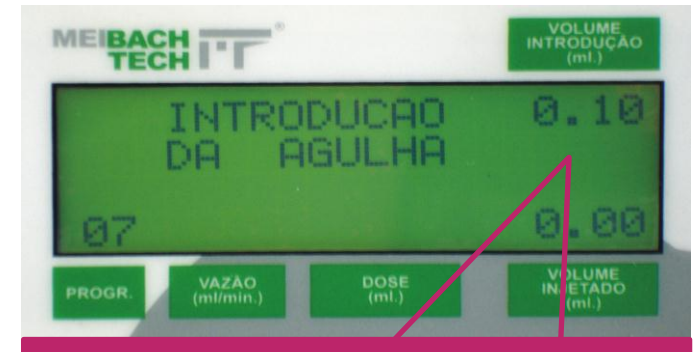 MEIBACH
TECH
VOLUME
INTRODUÇÃO
(ml.)
INTRODUCAO 0.10
DA AGULHA
07 0.00
PROGR.
VAZÀO
(ml/min.)
DOSE
(ml.)
VOLUME
INJETADO
(ml.)